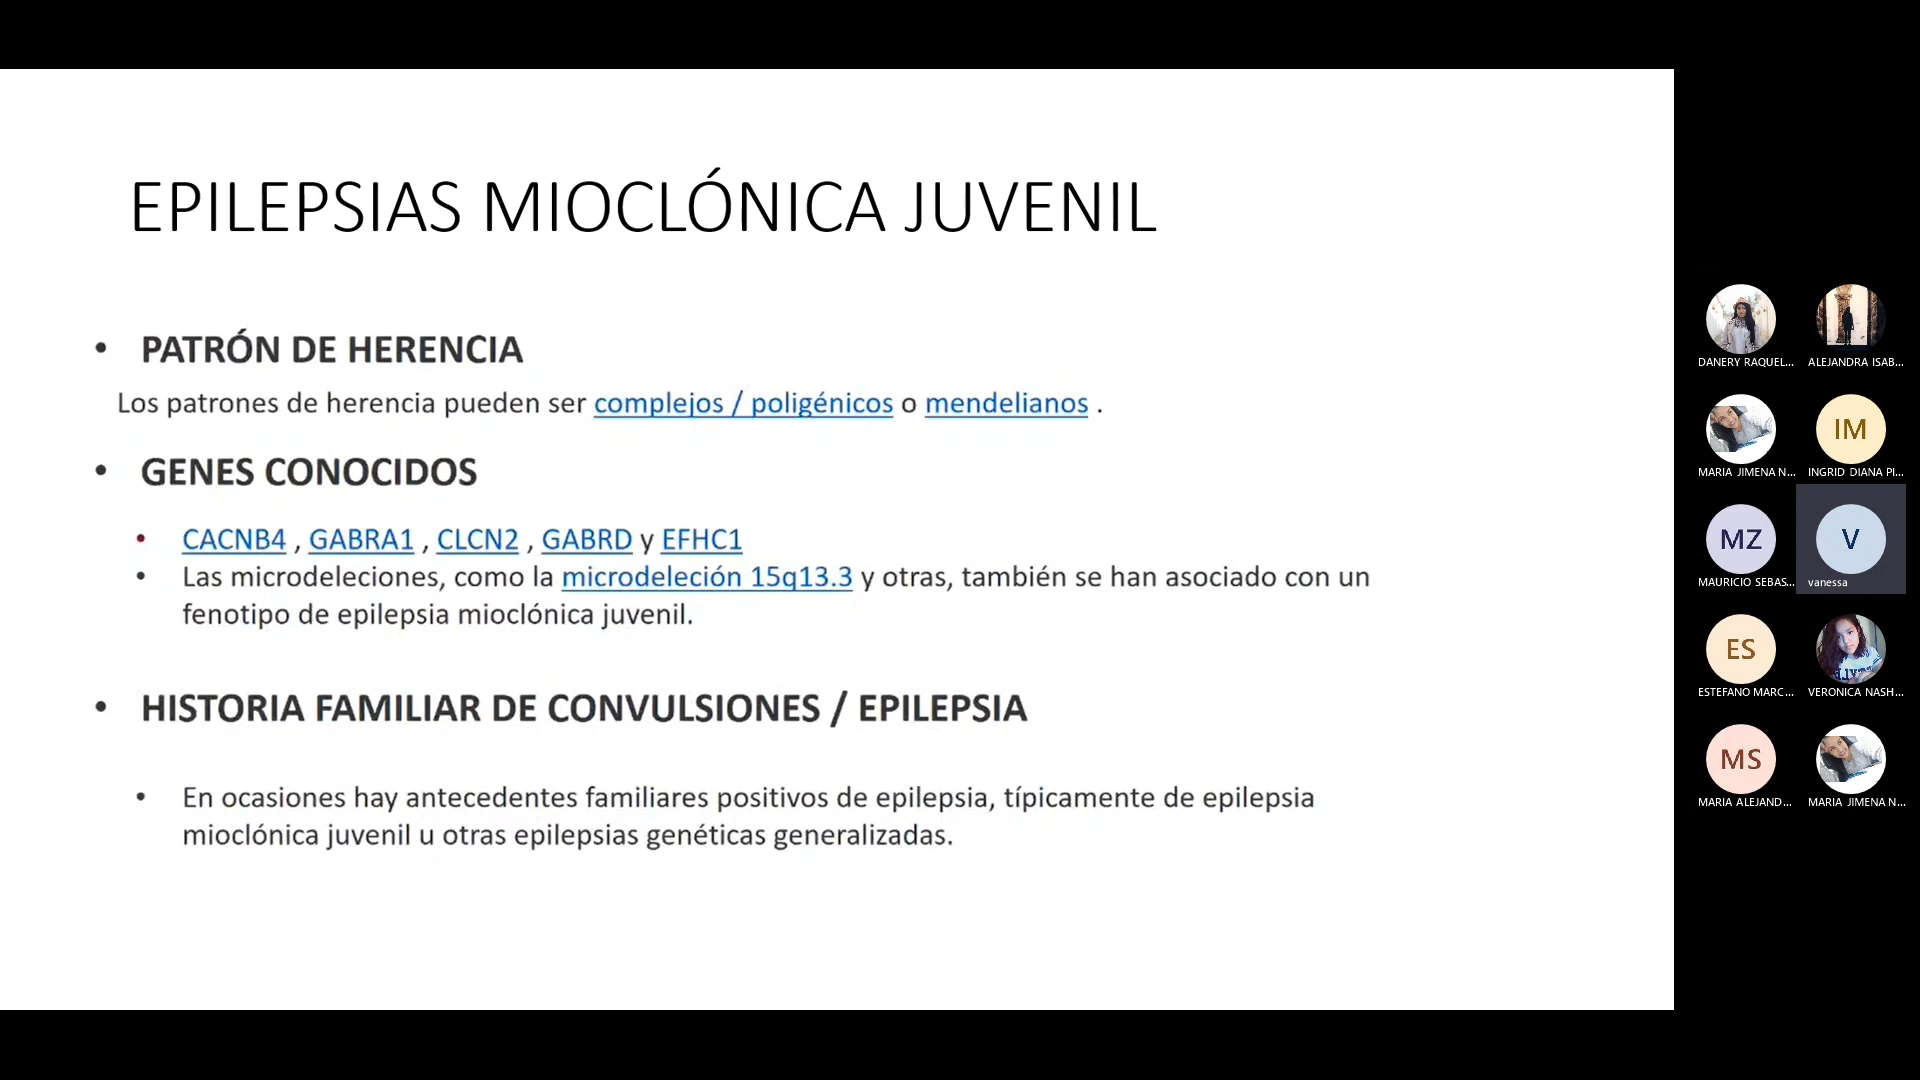 EPILEPSIAS MIOCLÓNICA JUVENIL
• PATRÓN DE HERENCIA
Los patrones de herencia pueden ser complejos / poligénicos o mendelianos .
• GENES CONOCIDOS
• CACNB4 , GABRA1 , CLCN2 , GABRD y EFHC1
• Las microdeleciones, como la microdeleción 15q13.3 y otras, también se han asociado con un
fenotipo de epilepsia mioclónica juvenil.
• HISTORIA FAMILIAR DE CONVULSIONES / EPILEPSIA
• En ocasiones hay antecedentes familiares positivos de epilepsia, típicamente de epilepsia
mioclónica juvenil u otras epilepsias genéticas generalizadas.
DANERY RAQUEL...
ALEJANDRA ISAB...
MARIA JIMENA N...
IM
INGRID DIANA PI...
MZ
MAURICIO SEBAS...
V
vanessa
ES
ESTEFANO MARC...
VERONICA NASH...
MS
MARIA ALEJAND...
MARIA JIMENA N...